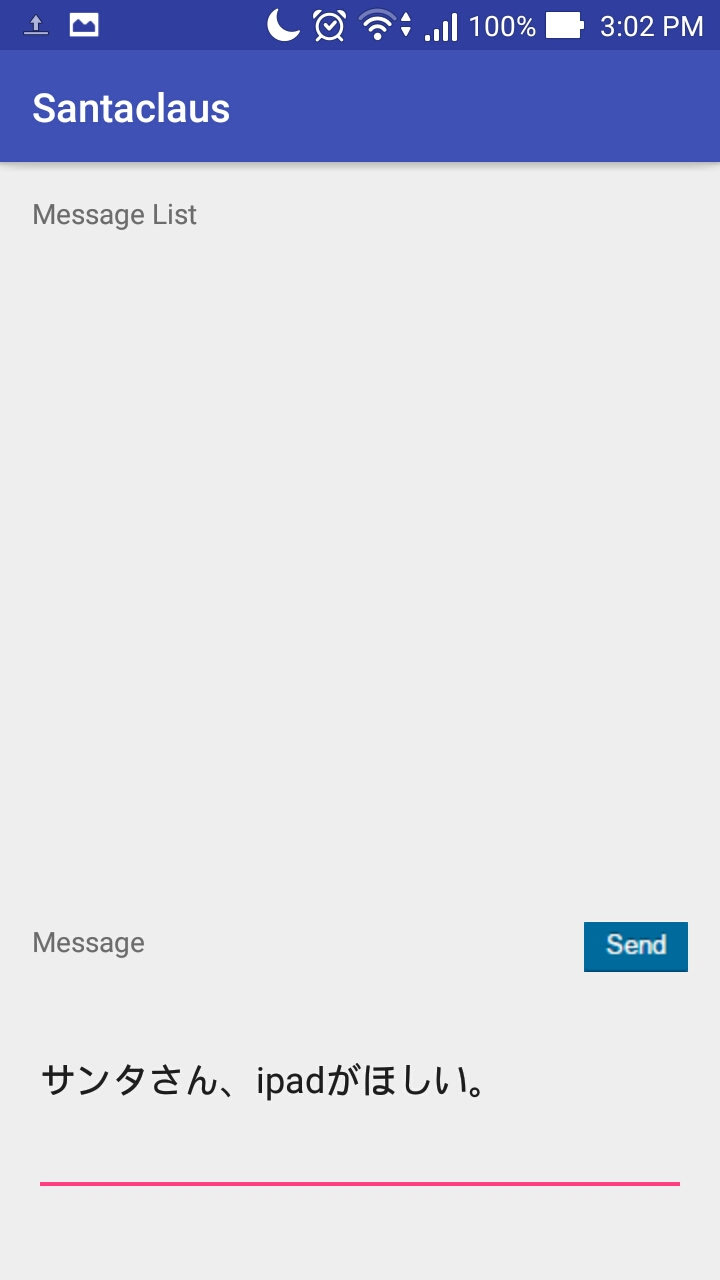 100% 3:02 PM
Santaclaus
Message List
Message
Send
サンタさん、ipadがほしい。